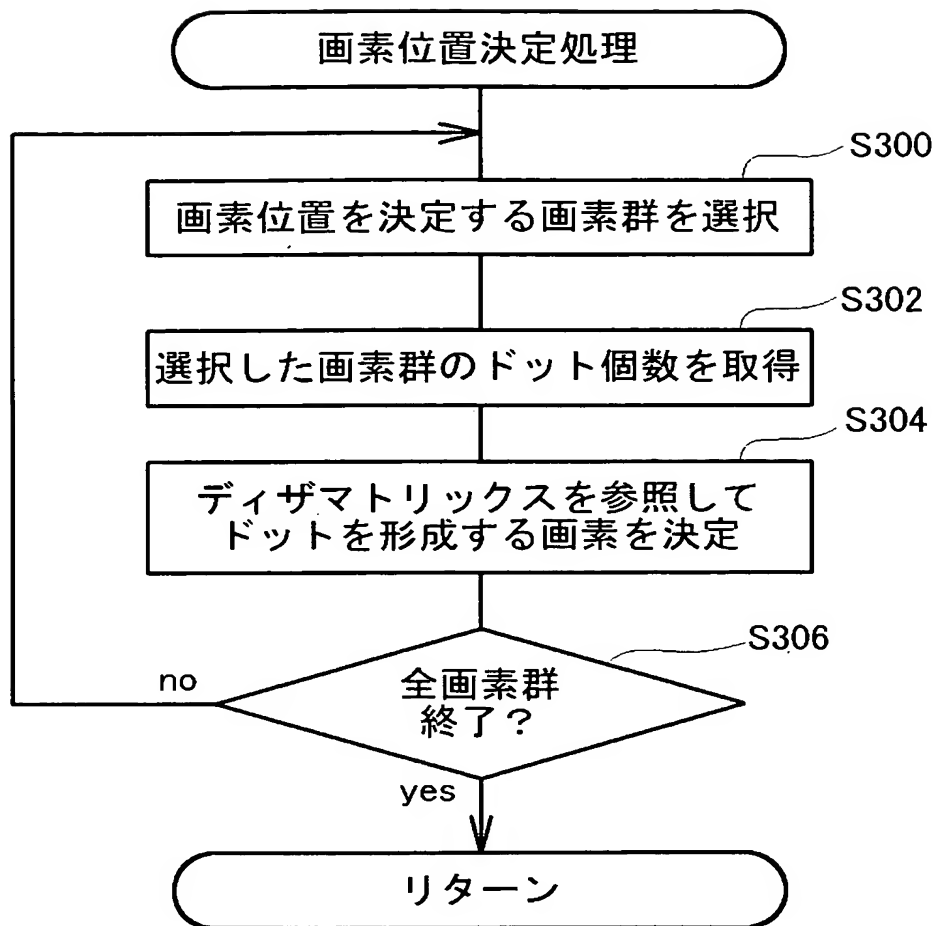 画素位置決定処理
S300
画素位置を決定する画素群を選択
S302
選択した画素群のドット個数を取得
S304
ディザマトリックスを参照して
ドットを形成する画素を決定
S306
no
全画素群
終了？
yes
リターン